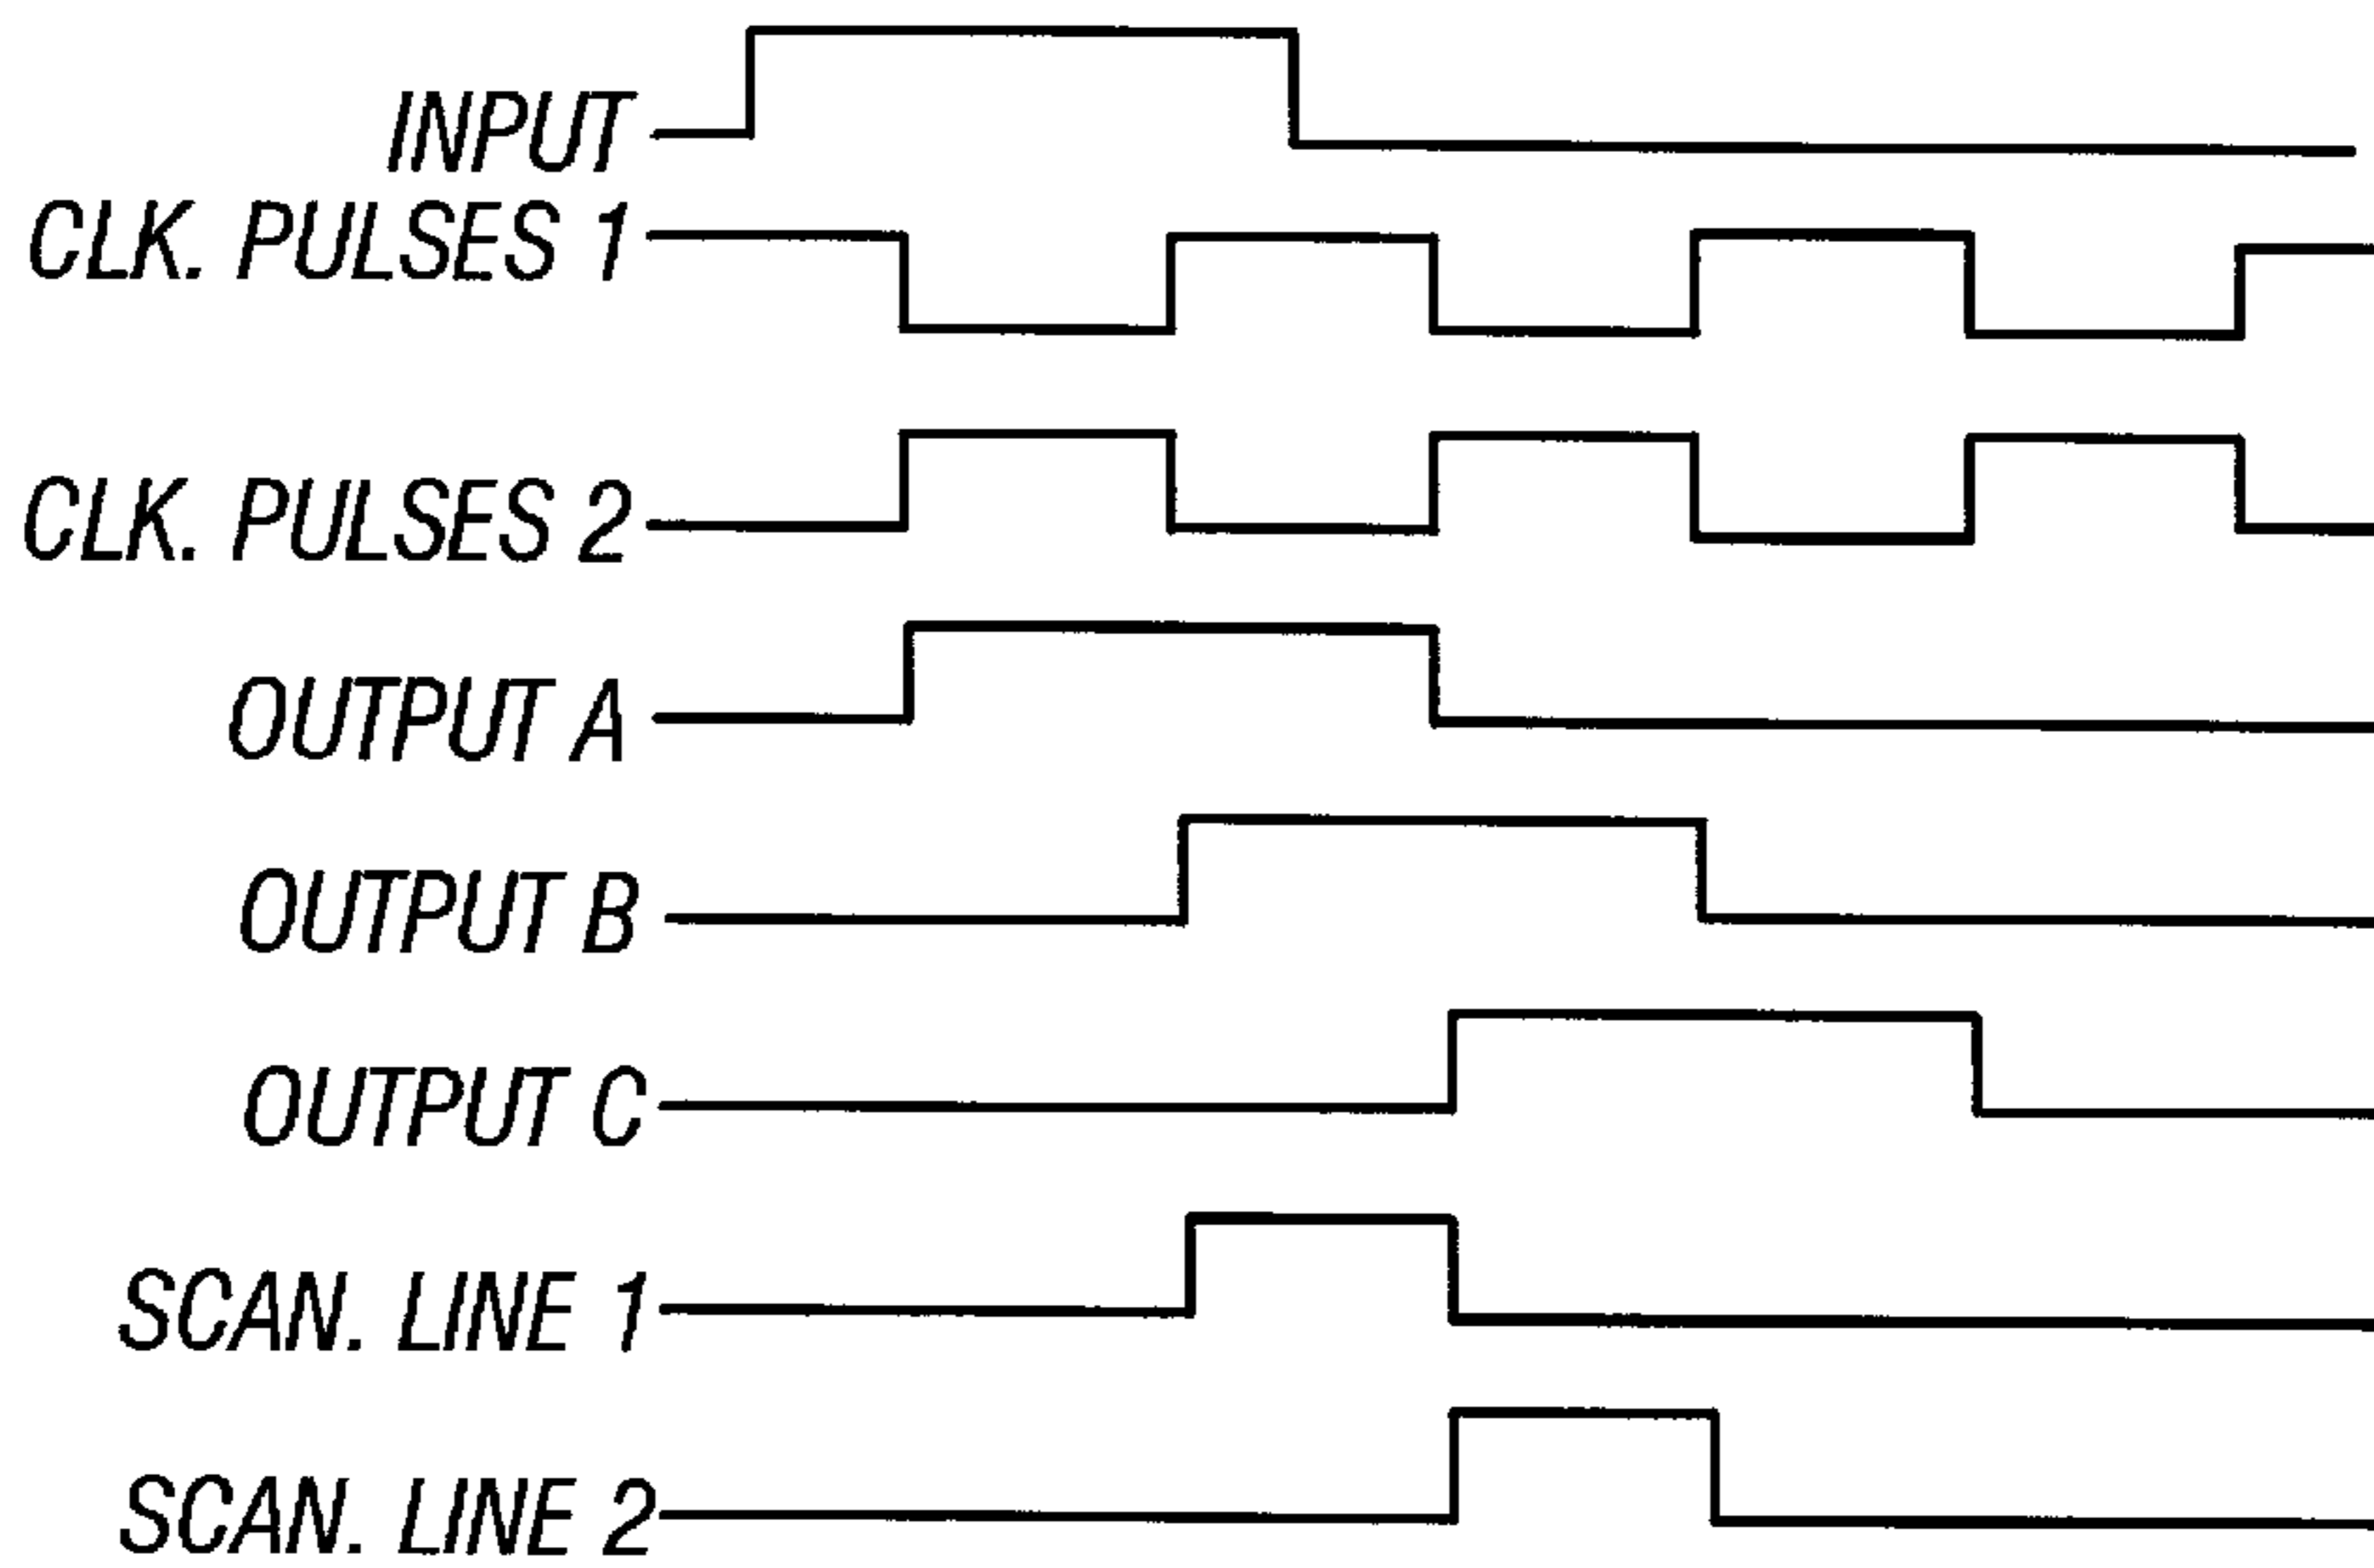 INPUT
CLK. PULSES 1
CLK. PULSES 2
OUTPUT A
OUTPUT B
OUTPUT C
SCAN. LINE 1
SCAN. LINE 2